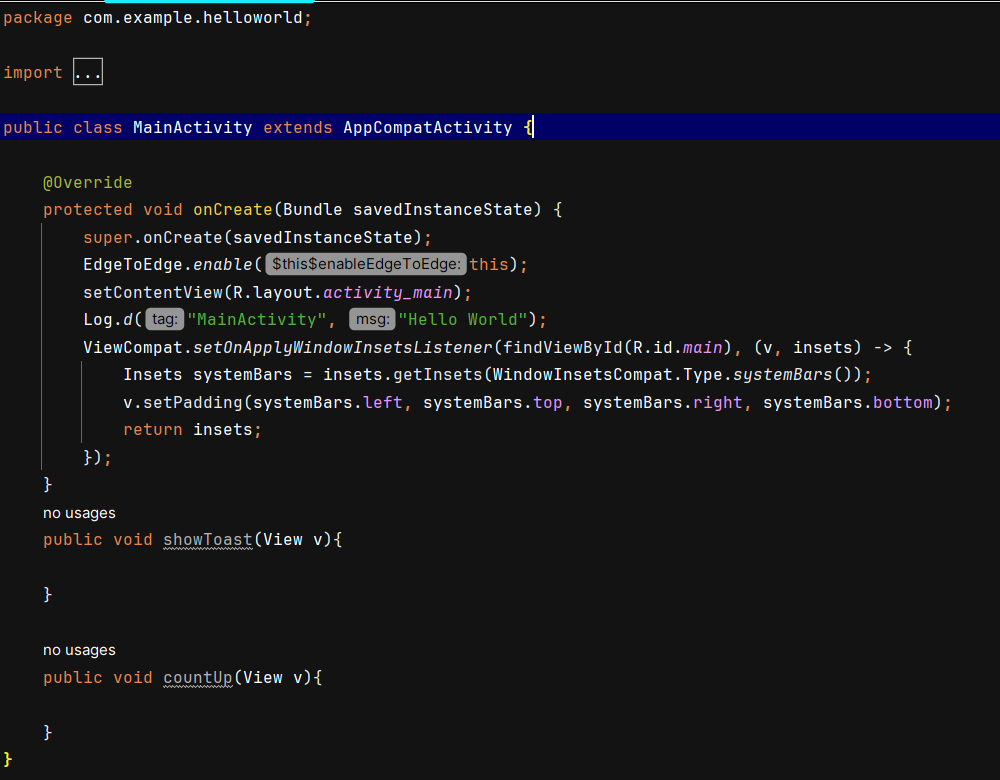 package com.example.helloworld;
import ...
public class MainActivity extends AppCompatActivity {
@Override
protected void onCreate(Bundle savedInstanceState) {
super.onCreate(savedInstanceState);
EdgeToEdge.enable( $this$enableEdgeToEdge: this);
setContentView(R.layout.activity_main);
Log.d( tag: "MainActivity", msg: "Hello World");
ViewCompat.setOnApplyWindowInsetsListener(findViewById(R.id.main), (v, insets) -> {
Insets systemBars = insets.getInsets(WindowInsetsCompat.Type.systemBars());
v.setPadding(systemBars.left, systemBars.top, systemBars.right, systemBars.bottom);
return insets;
});
}
no usages
public void showToast(View v){
}
no usages
public void countUp(View v){
}
}